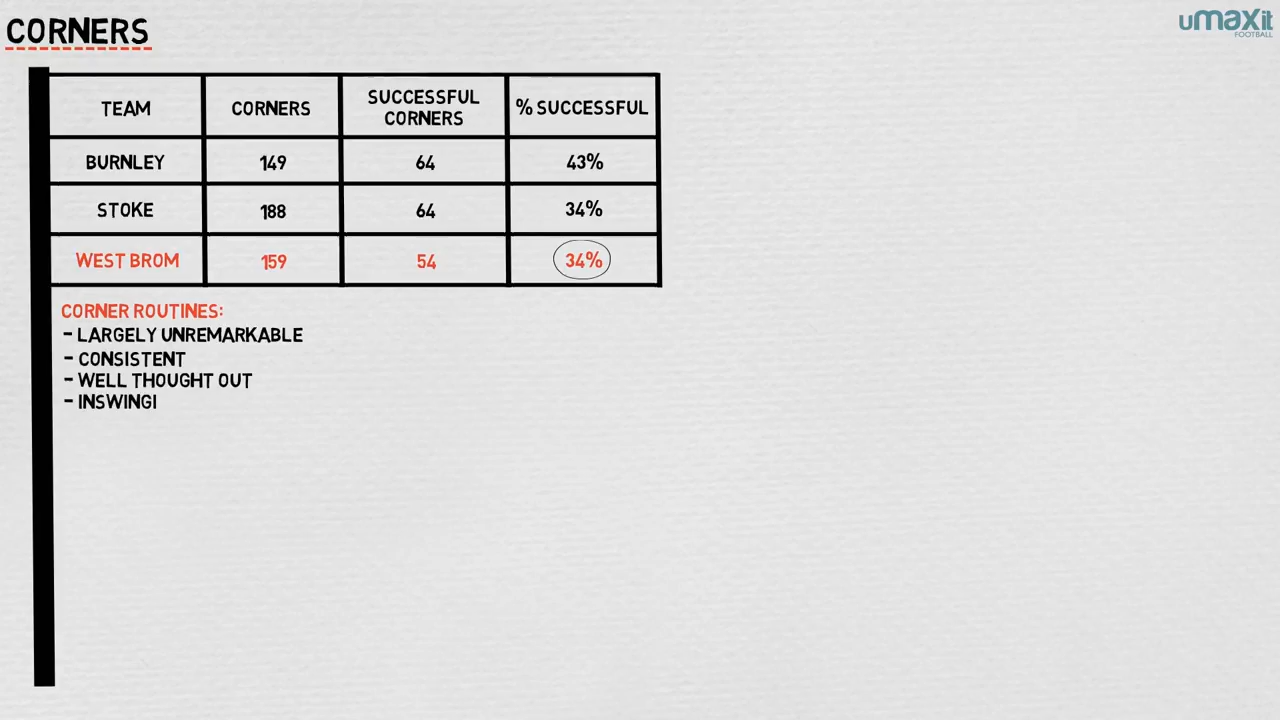 CORNERS
umaxit
FOOTBALL
TEAM CORNERS SUCCESSFUL CORNERS % SUCCESSFUL
BURNLEY 149 64 43%
STOKE 188 64 34%
WEST BROM 159 54 34%
CORNER ROUTINES:
- LARGELY UNREMARKABLE
- CONSISTENT
- WELL THOUGHT OUT
- INSWINGI